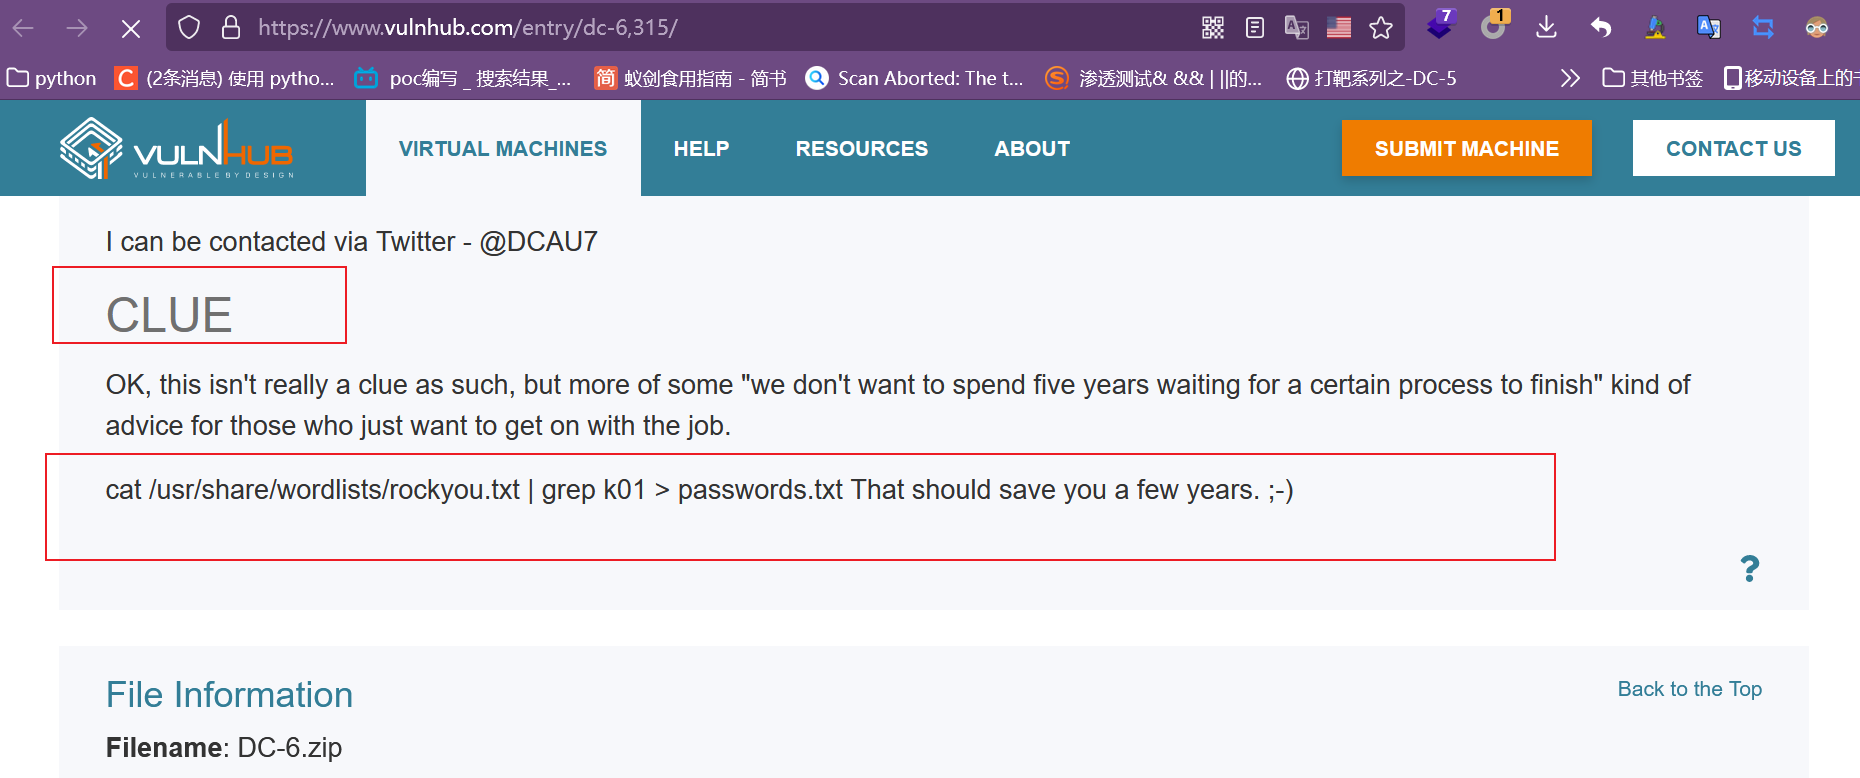 https://www.vulnhub.com/entry/dc-6,315/
7
1
python
(2条消息) 使用 pytho...
poc编写 _ 搜索结果_...
简 蚁剑食用指南 - 简书
Scan Aborted: The t...
渗透测试& && | ||的...
打靶系列之-DC-5
其他书签
移动设备上的
VULNHUB
VULNERABLE BY DESIGN
VIRTUAL MACHINES
HELP
RESOURCES
ABOUT
SUBMIT MACHINE
CONTACT US
I can be contacted via Twitter - @DCAU7
CLUE
OK, this isn't really a clue as such, but more of some "we don't want to spend five years waiting for a certain process to finish" kind of
advice for those who just want to get on with the job.
cat /usr/share/wordlists/rockyou.txt | grep k01 > passwords.txt That should save you a few years. ;-)
?
File Information
Back to the Top
Filename: DC-6.zip